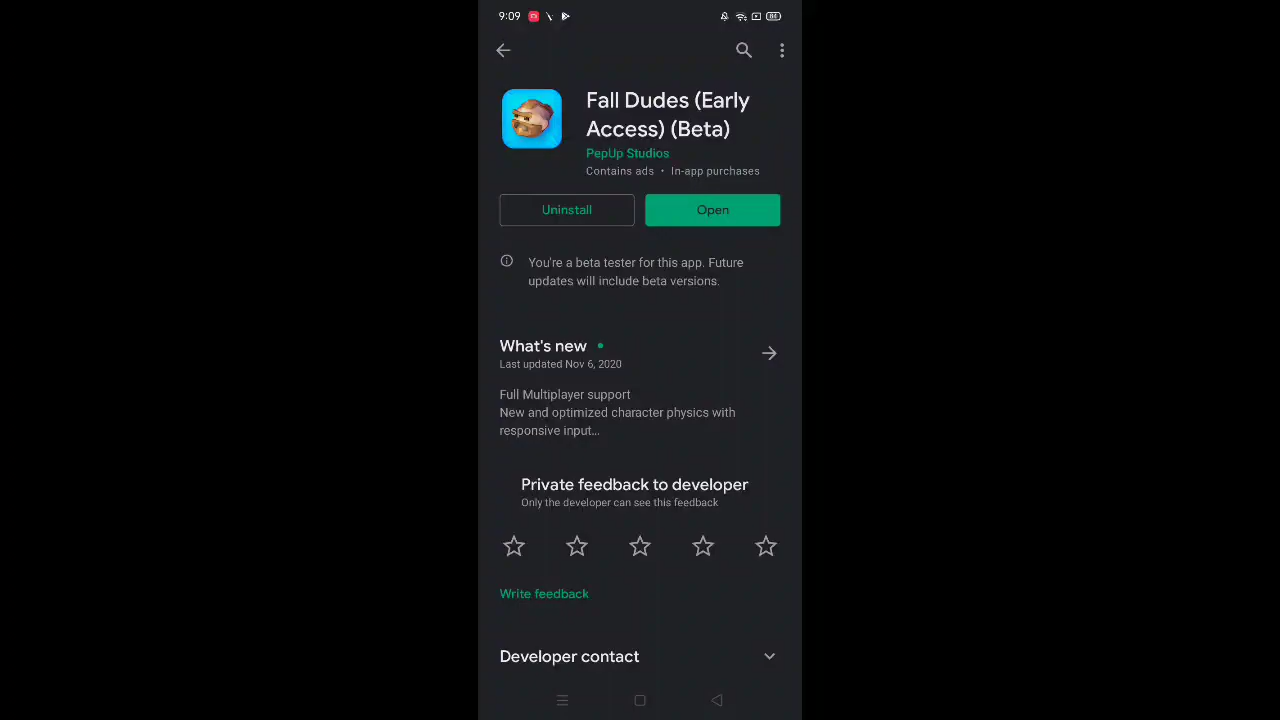 9:09
84
Fall Dudes (Early
Access) (Beta)
PepUp Studios
Contains ads • In-app purchases
Uninstall
Open
You're a beta tester for this app. Future
updates will include beta versions.
What's new
Last updated Nov 6, 2020
Full Multiplayer support
New and optimized character physics with
responsive input...
Private feedback to developer
Only the developer can see this feedback
Write feedback
Developer contact